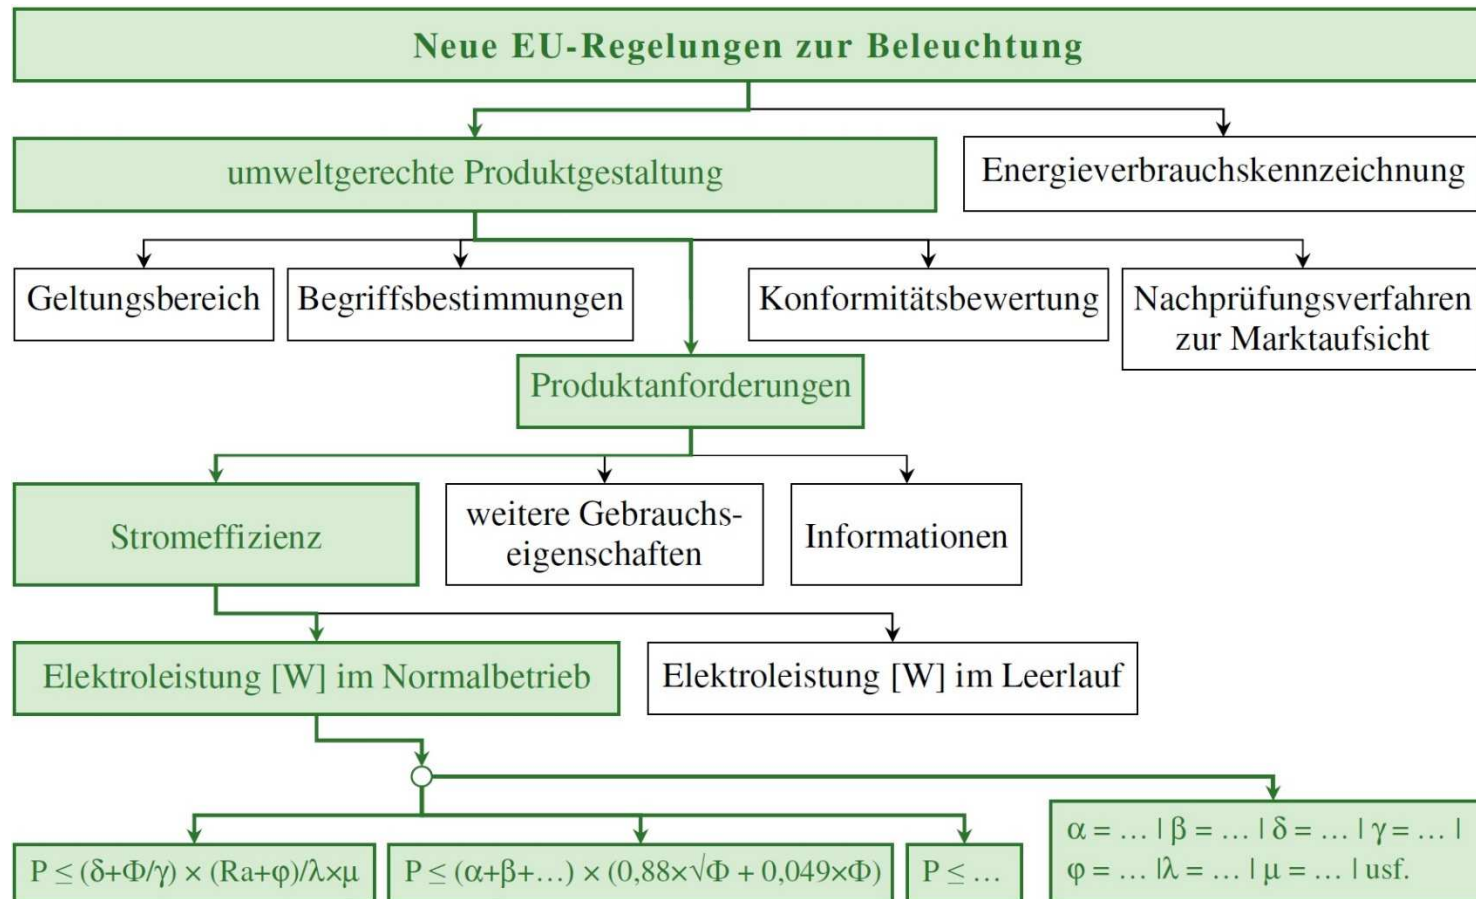 Neue EU-Regelungen zur Beleuchtung
umweltgerechte Produktgestaltung
Energieverbrauchskennzeichnung
Geltungsbereich
Begriffsbestimmungen
Konformitätsbewertung
Nachprüfungsverfahren
zur Marktaufsicht
Produktanforderungen
Stromeffizienz
weitere Gebrauchs-
eigenschaften
Informationen
Elektroleistung [W] im Normalbetrieb
Elektroleistung [W] im Leerlauf
P ≤ (δ+Φ/γ) × (Ra+φ)/λ×μ
P ≤ (α+β+…) × (0,88×√Φ + 0,049×Φ)
P ≤ …
α = … | β = … | δ = … | γ = … |
φ = … |λ = … | μ = … | usf.